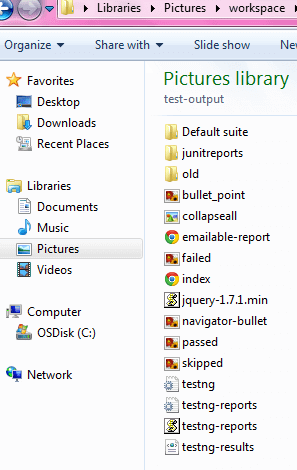 Libraries Pictures workspace
Organize Share with Slide show Nev
Favorites
Desktop
Downloads
Recent Places
Libraries
Documents
Music
Pictures
Videos
Computer
OSDisk (C:)
Network
Pictures library
test-output
Default suite
junitreports
old
bullet_point
collapseall
emailable-report
failed
index
jquery-1.7.1.min
navigator-bullet
passed
skipped
testng
testng-reports
testng-reports
testng-results